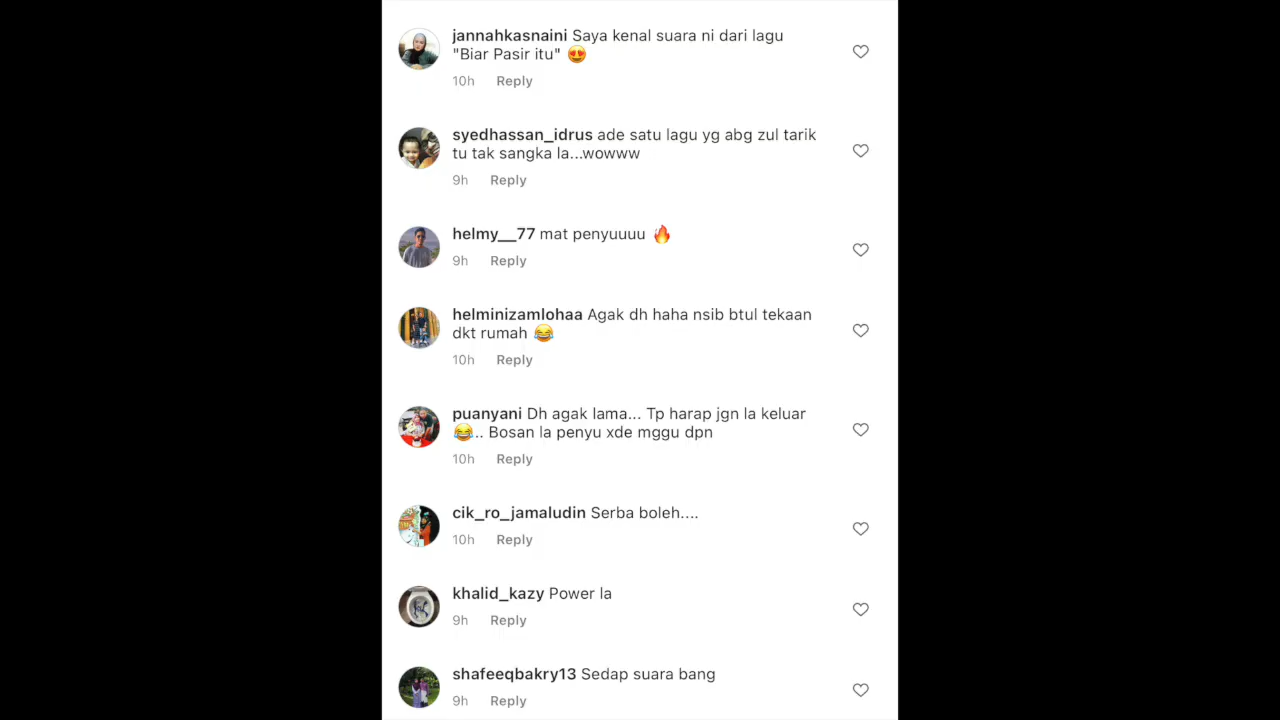 jannahkasnaini Saya kenal suara ni dari lagu
"Biar Pasir itu" 😍
10h Reply
syedhassan_idrus ade satu lagu yg abg zul tarik
tu tak sangka la...wowww
9h Reply
helmy__77 mat penyuuuu 🔥
9h Reply
helminizamlohaa Agak dh haha nsib btul tekaan
dkt rumah 😂
10h Reply
puanyani Dh agak lama... Tp harap jgn la keluar
😂.. Bosan la penyu xde mggu dpn
10h Reply
cik_ro_jamaludin Serba boleh....
10h Reply
khalid_kazy Power la
9h Reply
shafeeqbakry13 Sedap suara bang
9h Reply